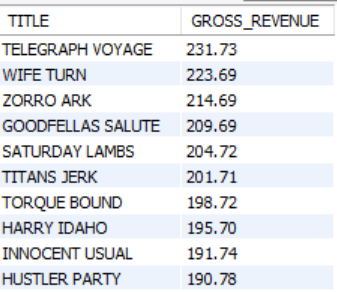 TITLE GROSS_REVENUE
TELEGRAPH VOYAGE 231.73
WIFE TURN 223.69
ZORRO ARK 214.69
GOODFELLAS SALUTE 209.69
SATURDAY LAMBS 204.72
TITANS JERK 201.71
TORQUE BOUND 198.72
HARRY IDAHO 195.70
INNOCENT USUAL 191.74
HUSTLER PARTY 190.78